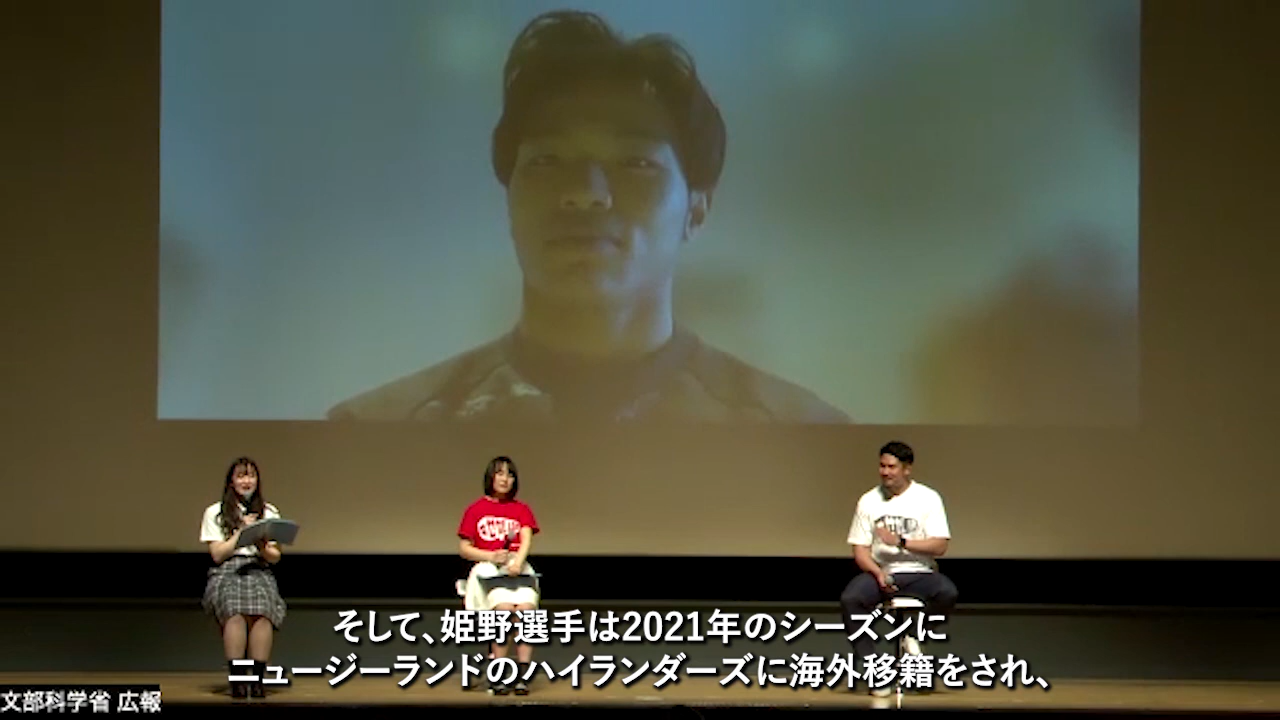 そして、姫野選手は2021年のシーズンに
ニュージーランドのハイランダーズに海外移籍をされ、
文部科学省 広報